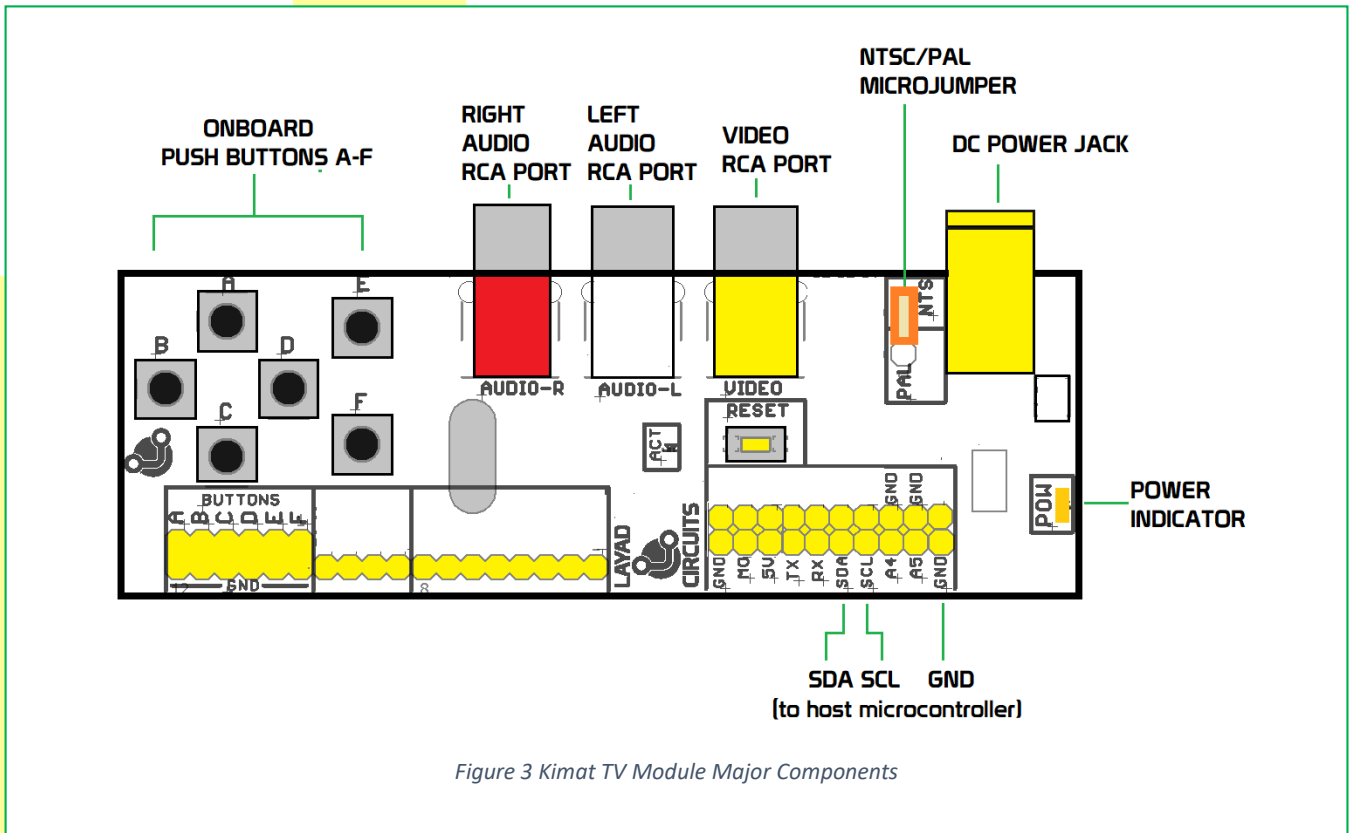 NTSC/PAL
MICROJUMPER
ONBOARD
PUSH BUTTONS A-F
RIGHT
AUDIO
RCA PORT
LEFT
AUDIO
RCA PORT
VIDEO
RCA PORT
DC POWER JACK
A
E
B
D
C
F
AUDIO-R
AUDIO-L
VIDEO
NTS
PAL
RESET
ACT
BUTTONS
A B C D E F
GND
12
8
LAYAD
CIRCUITS
GND GND
GND MO 5V TX RX SDA SCL A4 A5 GND
POW
POWER
INDICATOR
SDA SCL GND
(to host microcontroller)
Figure 3 Kimat TV Module Major Components